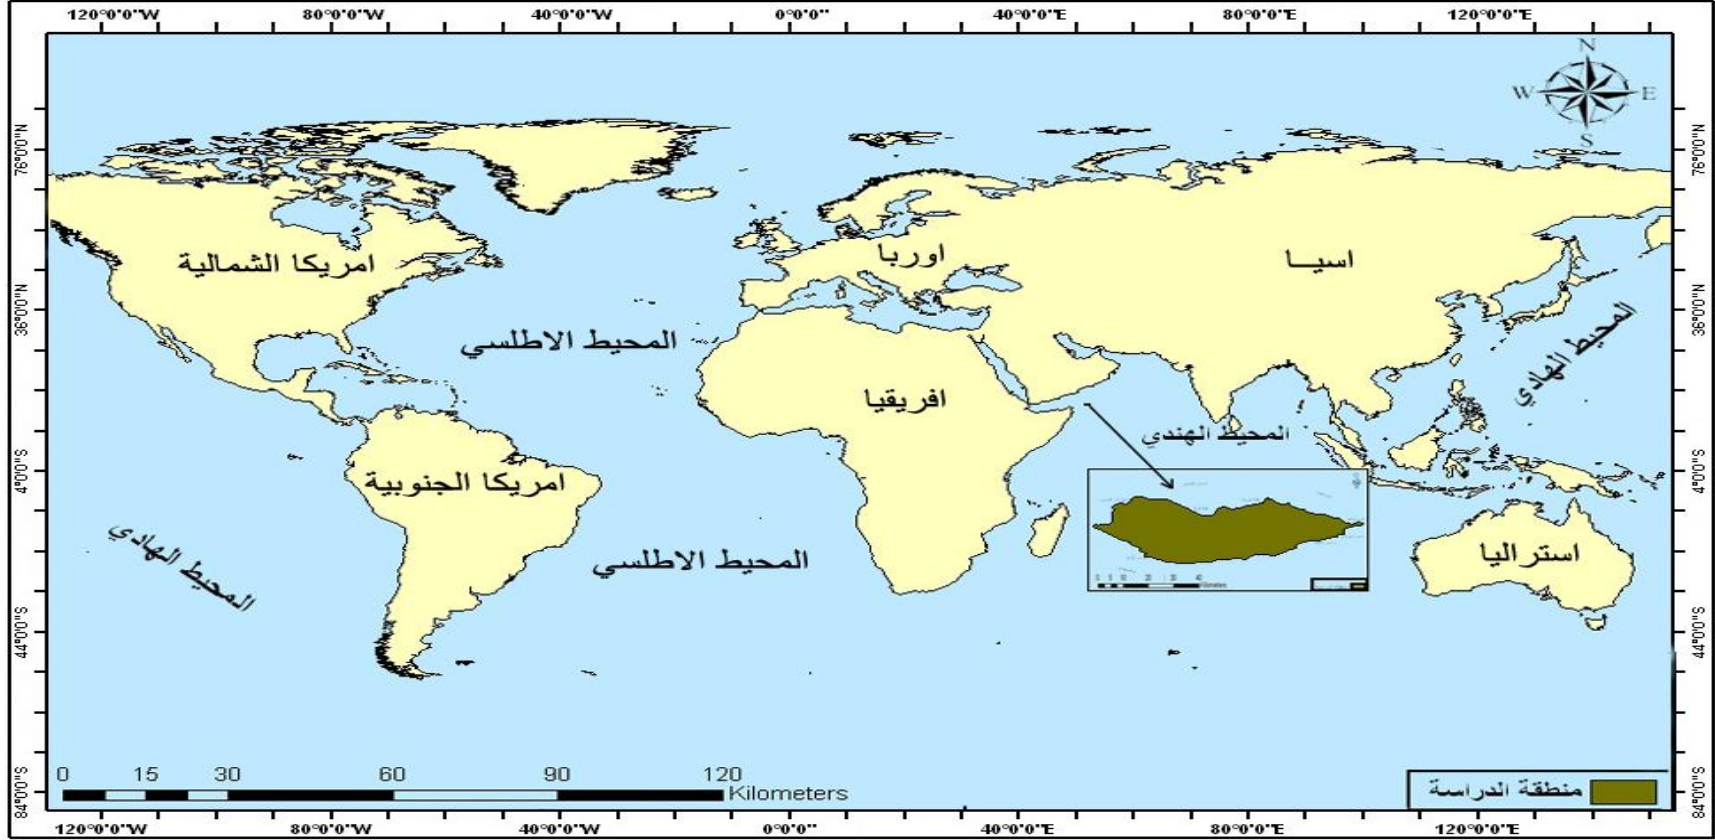 120°0'0"W 80°0'0"W 40°0'0"W 0°0'0" 40°0'0"E 80°0'0"E 120°0'0"E
N
W E
S
76°0'0"N 76°0'0"N
اوربا
اسيـــا
امريكا الشمالية
36°0'0"N 36°0'0"N
المحيط الهادي
المحيط الاطلسي
افريقيا
المحيط الهندي
4°0'0"S 4°0'0"S
امريكا الجنوبية
استراليا
المحيط الاطلسي
المحيط الهادي
44°0'0"S 44°0'0"S
0 15 30 60 90 120
Kilometers
منطقة الدراسة
84°0'0"S 84°0'0"S
120°0'0"W 80°0'0"W 40°0'0"W 0°0'0" 40°0'0"E 80°0'0"E 120°0'0"E